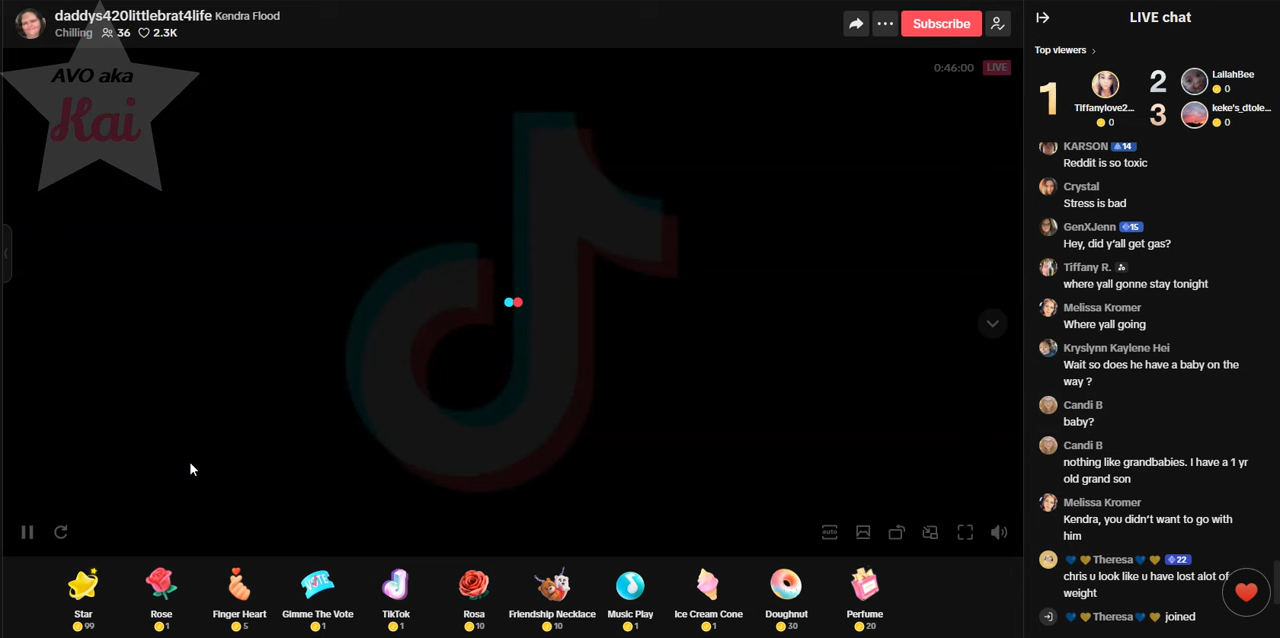 daddys420littlebrat4life Kendra Flood
Chilling 36 2.3K
Subscribe
AVO aka
Kai
0:46:00 LIVE
auto
Star
99
Rose
1
Finger Heart
5
Gimme The Vote
1
TikTok
1
Rosa
10
Friendship Necklace
10
Music Play
1
Ice Cream Cone
1
Doughnut
30
Perfume
20
LIVE chat
Top viewers
1
Tiffanylove2...
0
2
LallahBee
0
3
keke's_dtole...
0
KARSON 14
Reddit is so toxic
Crystal
Stress is bad
GenXJenn 15
Hey, did y'all get gas?
Tiffany R.
where yall gonne stay tonight
Melissa Kromer
Where yall going
Kryslynn Kaylene Hei
Wait so does he have a baby on the
way ?
Candi B
baby?
Candi B
nothing like grandbabies. I have a 1 yr
old grand son
Melissa Kromer
Kendra, you didn't want to go with
him
💙💛Theresa💙💛 22
chris u look like u have lost alot of
weight
💙💛Theresa💙💛 joined